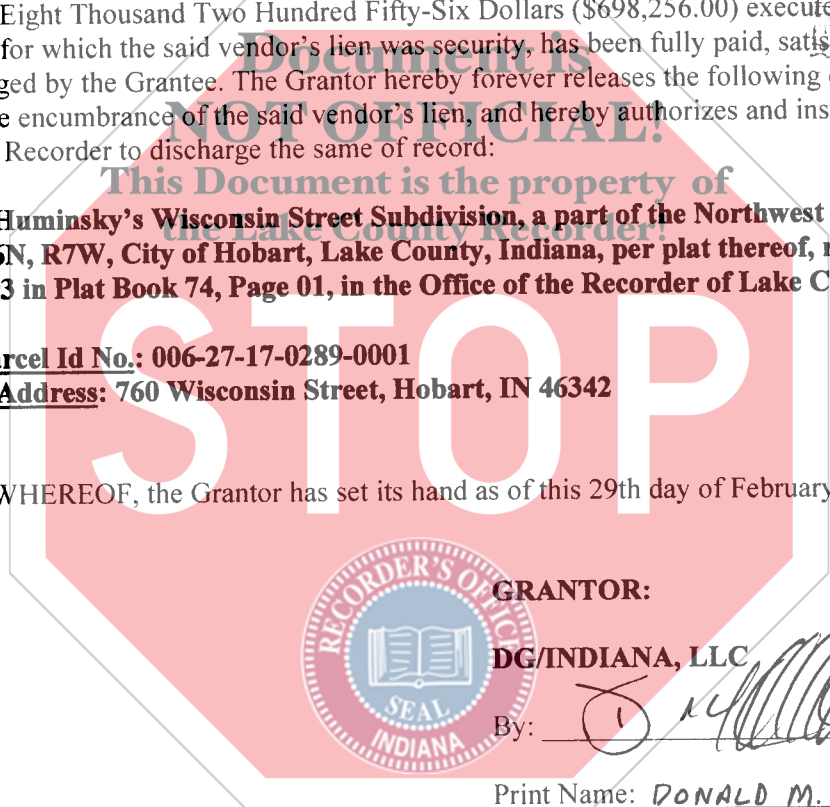 Eight Thousand Two Hundred Fifty-Six Dollars ($698,256.00) execute
for which the said vendor's lien was security, has been fully paid, satis
Document is
ged by the Grantee. The Grantor hereby forever releases the following
e encumbrance of the said vendor's lien, and hereby authorizes and ins
NOT OFFICIAL!
Recorder to discharge the same of record:
This Document is the property of
the Lake County Recorder!
Huminsky's Wisconsin Street Subdivision, a part of the Northwest
6N, R7W, City of Hobart, Lake County, Indiana, per plat thereof, r
3 in Plat Book 74, Page 01, in the Office of the Recorder of Lake C
STOP
rcel Id No.: 006-27-17-0289-0001
Address: 760 Wisconsin Street, Hobart, IN 46342
WHEREOF, the Grantor has set its hand as of this 29th day of February
RECORDER'S OFFICE
SEAL
INDIANA
GRANTOR:
DG/INDIANA, LLC
By:
Print Name: DONALD M.